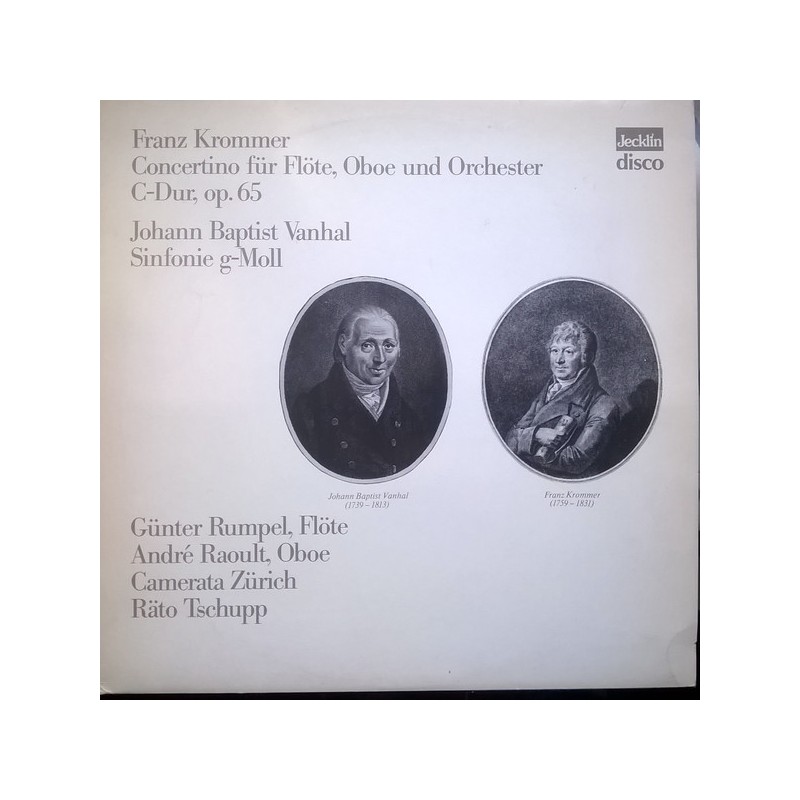 Franz Krommer
Concertino für Flöte, Oboe und Orchester
C-Dur, op. 65
Johann Baptist Vanhal
Sinfonie g-Moll
Jecklin
disco
Johann Baptist Vanhal
(1739 – 1813)
Franz Krommer
(1759 – 1831)
Günter Rumpel, Flöte
André Raoult, Oboe
Camerata Zürich
Räto Tschupp